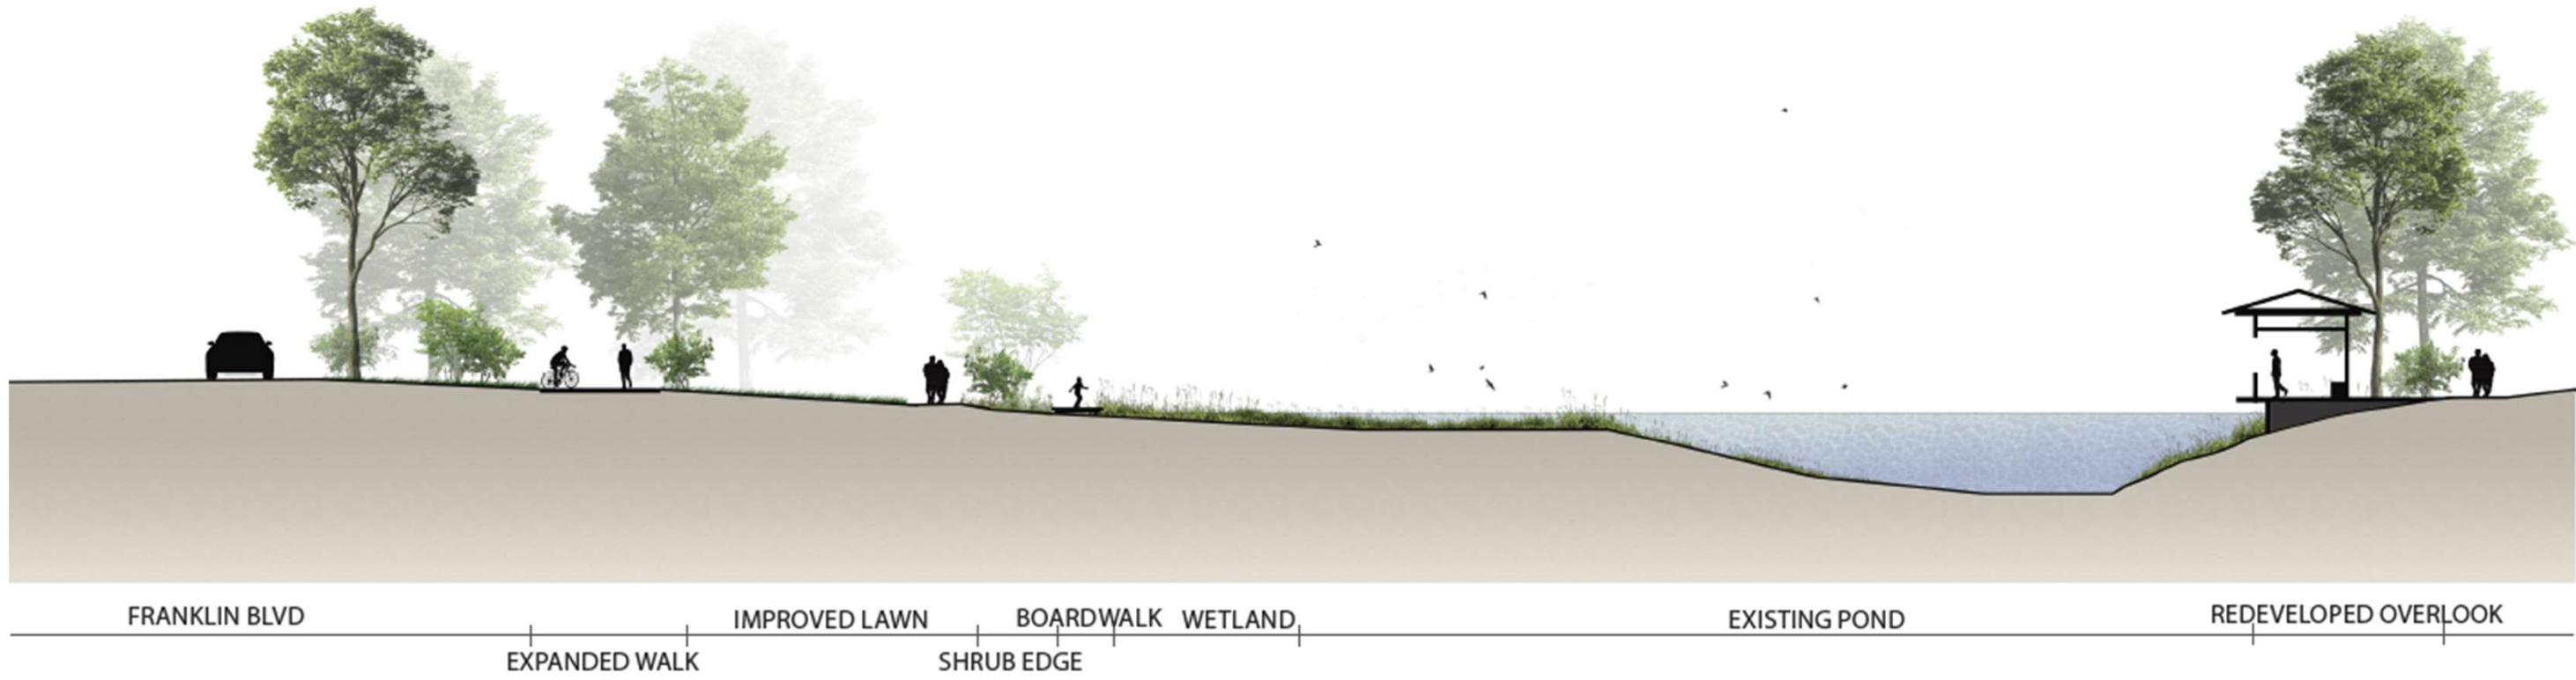 FRANKLIN BLVD
EXPANDED WALK
IMPROVED LAWN
SHRUB EDGE
BOARDWALK
WETLAND
EXISTING POND
REDEVELOPED OVERLOOK